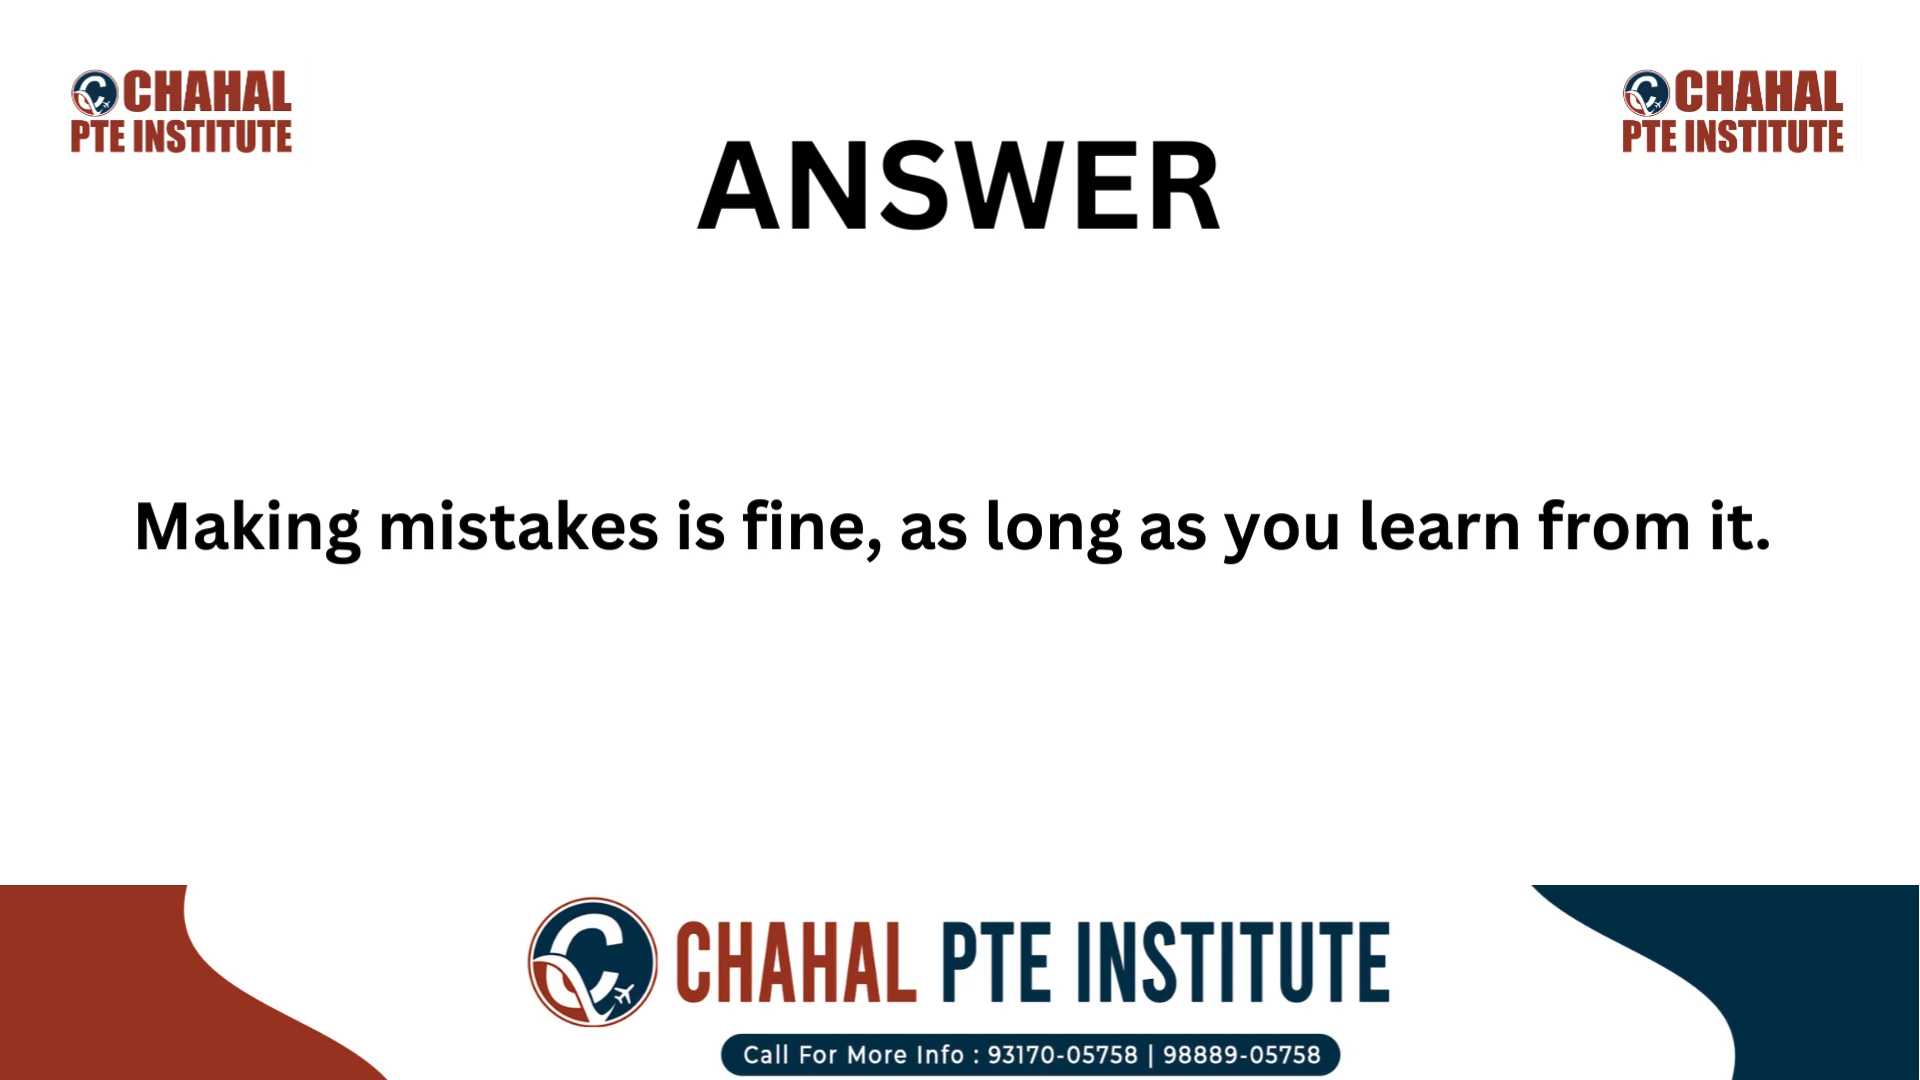 CHAHAL
PTE INSTITUTE
CHAHAL
PTE INSTITUTE
ANSWER
Making mistakes is fine, as long as you learn from it.
CHAHAL PTE INSTITUTE
Call For More Info : 93170-05758 | 98889-05758